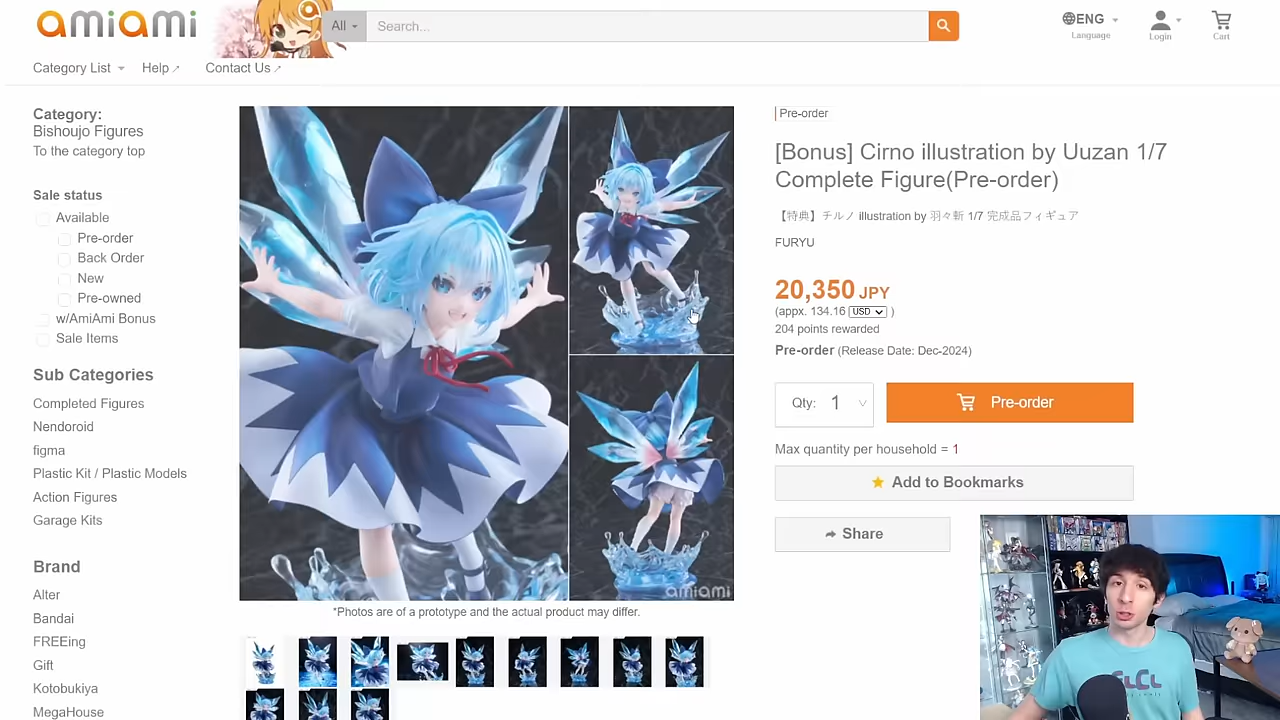 amiami
All
Search...
ENG
Language
Login
Cart
Category List
Help
Contact Us
Category:
Bishoujo Figures
To the category top
Sale status
Available
Pre-order
Back Order
New
Pre-owned
w/AmiAmi Bonus
Sale Items
Sub Categories
Completed Figures
Nendoroid
figma
Plastic Kit / Plastic Models
Action Figures
Garage Kits
Brand
Alter
Bandai
FREEing
Gift
Kotobukiya
MegaHouse
amiami
*Photos are of a prototype and the actual product may differ.
Pre-order
[Bonus] Cirno illustration by Uuzan 1/7
Complete Figure(Pre-order)
【特典】チルノ illustration by 羽々斬 1/7 完成品フィギュア
FURYU
20,350 JPY
(appx. 134.16 USD )
204 points rewarded
Pre-order (Release Date: Dec-2024)
Qty: 1
Pre-order
Max quantity per household = 1
Add to Bookmarks
Share
FLCL